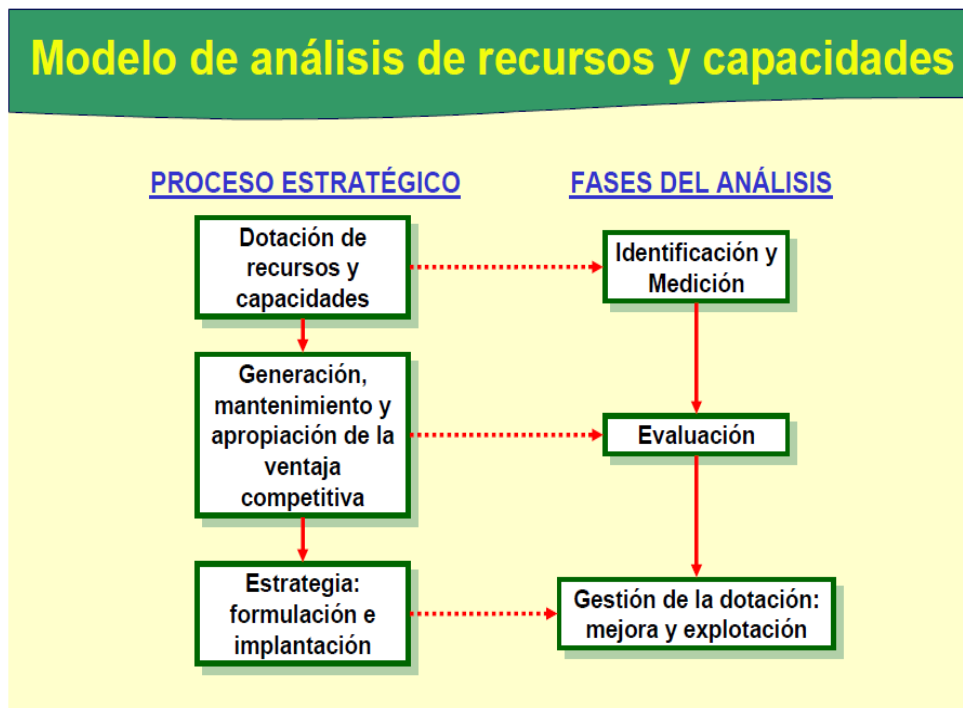 Modelo de análisis de recursos y capacidades
PROCESO ESTRATÉGICO
FASES DEL ANÁLISIS
Dotación de
recursos y
capacidades
Identificación y
Medición
Generación,
mantenimiento y
apropiación de la
ventaja
competitiva
Evaluación
Estrategia:
formulación e
implantación
Gestión de la dotación:
mejora y explotación